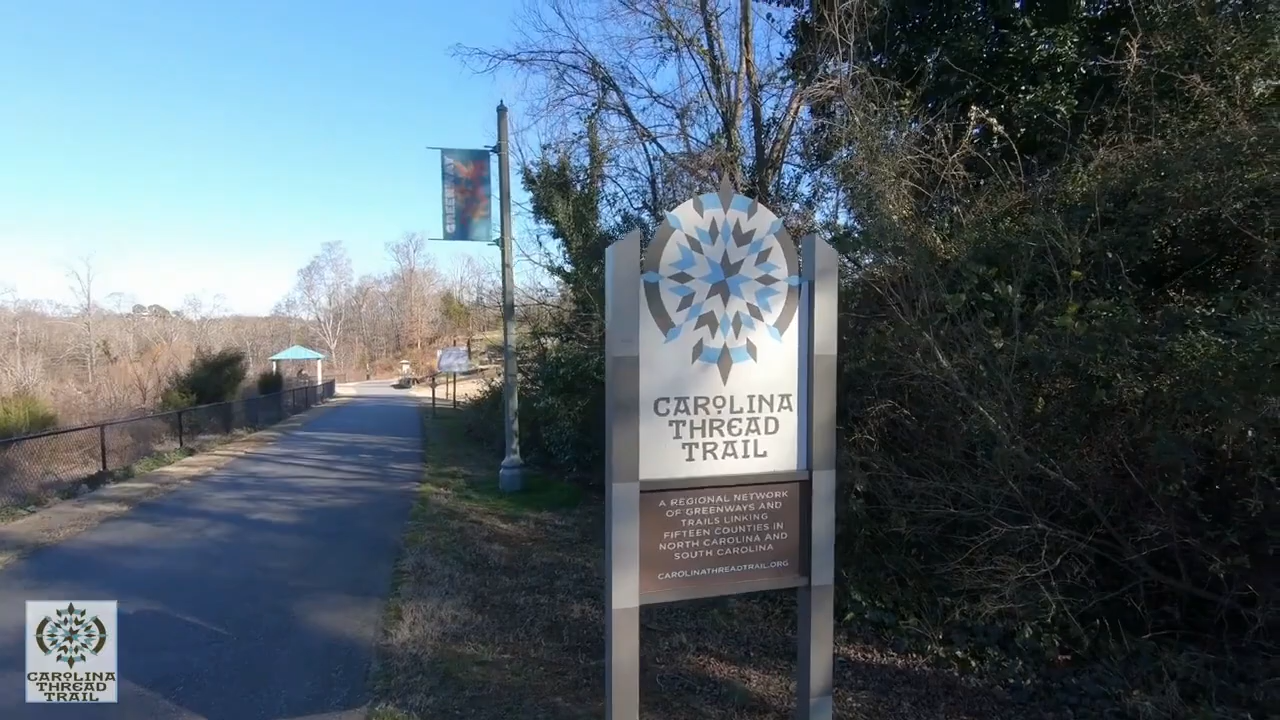 GREENWAY
CAROLINA
THREAD
TRAIL
A REGIONAL NETWORK
OF GREENWAYS AND
TRAILS LINKING
FIFTEEN COUNTIES IN
NORTH CAROLINA AND
SOUTH CAROLINA
CAROLINATHREADTRAIL.ORG
CAROLINA
THREAD
TRAIL